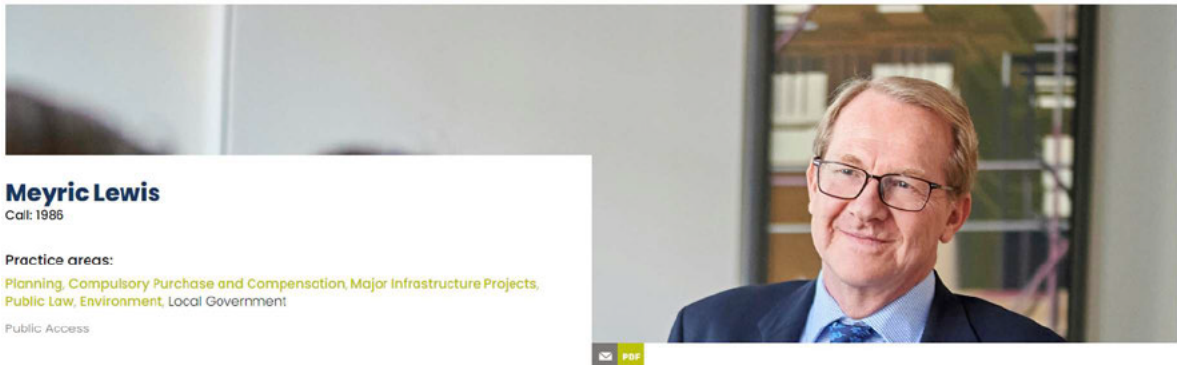 Meyric Lewis
Call: 1986
Practice areas:
Planning, Compulsory Purchase and Compensation, Major Infrastructure Projects,
Public Law, Environment, Local Government
Public Access
PDF